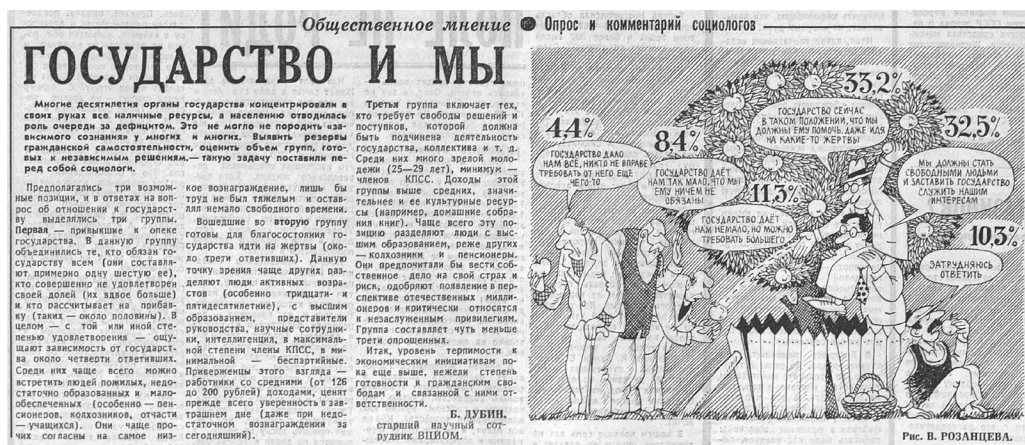 Общественное мнение ● Опрос и комментарий социологов
ГОСУДАРСТВО И МЫ
Многие десятилетия органы государства концентрировали в
своих руках все наличные ресурсы, а населению отводилась
роль очереди за дефицитом. Это не могло не породить «за-
висимого сознания» у многих и многих. Выявить резервы
гражданской самостоятельности, оценить объем групп, гото-
вых к независимым решениям,— такую задачу поставили пе-
ред собой социологи.
Предполагались три возмож-
ные позиции, и в ответах на воп-
рос об отношении к государст-
ву выделялись три группы.
Первая — привыкшие к опеке
государства. В данную группу
объединились те, кто обязан го-
сударству всем (они составля-
ют примерно одну шестую ее),
кто совершенно не удовлетворен
своей долей (их вдвое больше)
и кто рассчитывает на прибав-
ку (таких — около половины). В
целом — с той или иной сте-
пенью удовлетворения — ощу-
щают зависимость от государст-
ва около четверти ответивших.
Среди них чаще всего можно
встретить людей пожилых, недо-
статочно образованных и мало-
обеспеченных (особенно — пен-
сионеров, колхозников, отчасти
— учащихся). Они чаще про-
чих согласны на самое низ-
кое вознаграждение, лишь бы
труд не был тяжелым и остав-
лял немало свободного времени.
Вошедшие во вторую группу
готовы для благосостояния го-
сударства идти на жертвы (око-
ло трети ответивших). Данную
точку зрения чаще других раз-
деляют люди активных возра-
стов (особенно тридцати- и
пятидесятилетние), с высшим
образованием, представители
руководства, научные сотрудни-
ки, интеллигенция, в максималь-
ной степени члены КПСС, в ми-
нимальной — беспартийные.
Приверженцы этого взгляда —
работники со средними (от 126
до 200 рублей) доходами, ценят
прежде всего уверенность в зав-
трашнем дне (даже при недо-
статочном вознаграждении за
сегодняшний).
Третья группа включает тех,
кто требует свободы решений и
поступков, которой должна
быть подчинена деятельность
государства, коллектива и т. д.
Среди них много зрелой моло-
дежи (25—29 лет), минимум —
членов КПСС. Доходы этой
группы выше средних, значи-
тельнее и ее культурные ресур-
сы (например, домашние собра-
ния книг). Чаще всего эту по-
зицию разделяют люди с выс-
шим образованием, реже других
— колхозники и пенсионеры.
Они предпочитали бы вести соб-
ственное дело на свой страх и
риск, одобряют появление в пер-
спективе отечественных миллио-
неров и критически относятся
к незаслуженным привилегиям.
Группа составляет чуть меньше
трети опрошенных.
Итак, уровень терпимости к
экономическим инициативам по-
ка еще выше, нежели степень
готовности к гражданским сво-
бодам и связанной с ними от-
ветственности.
Б. ДУБИН,
старший научный сот-
рудник ВЦИОМ.
4,4%
ГОСУДАРСТВО ДАЛО
НАМ ВСЁ, НИКТО НЕ ВПРАВЕ
ТРЕБОВАТЬ ОТ НЕГО ЕЩЕ
ЧЕГО-ТО
8,4%
ГОСУДАРСТВО ДАЁТ
НАМ ТАК МАЛО, ЧТО МЫ
ЕМУ НИЧЕМ НЕ
ОБЯЗАНЫ
11,3%
ГОСУДАРСТВО ДАЁТ
НАМ НЕМАЛО, НО МОЖНО
ТРЕБОВАТЬ БОЛЬШЕГО
33,2%
ГОСУДАРСТВО СЕЙЧАС
В ТАКОМ ПОЛОЖЕНИИ, ЧТО МЫ
ДОЛЖНЫ ЕМУ ПОМОЧЬ, ДАЖЕ ИДЯ
НА КАКИЕ-ТО ЖЕРТВЫ
32,5%
МЫ ДОЛЖНЫ СТАТЬ
СВОБОДНЫМИ ЛЮДЬМИ
И ЗАСТАВИТЬ ГОСУДАРСТВО
СЛУЖИТЬ НАШИМ
ИНТЕРЕСАМ
10,3%
ЗАТРУДНЯЮСЬ
ОТВЕТИТЬ
Рис. В. РОЗАНЦЕВА.